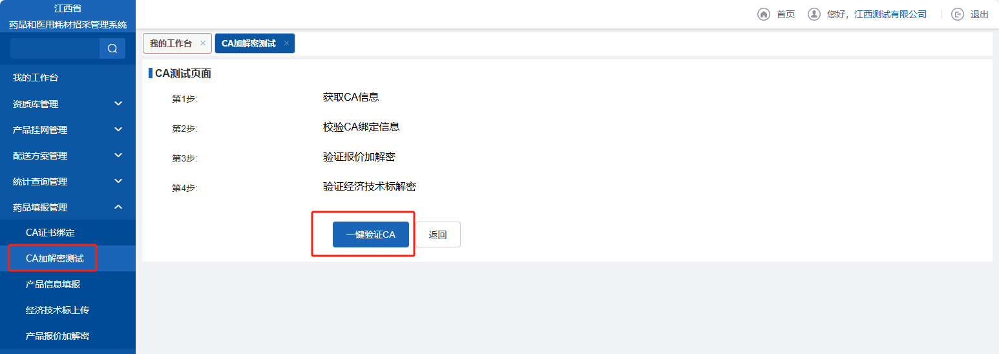 江西省
药品和医用耗材招采管理系统
首页
您好，江西测试有限公司
退出
我的工作台
CA加解密测试
我的工作台
资质库管理
产品挂网管理
配送方案管理
统计查询管理
药品填报管理
CA证书绑定
CA加解密测试
产品信息填报
经济技术标上传
产品报价加解密
CA测试页面
第1步: 获取CA信息
第2步: 校验CA绑定信息
第3步: 验证报价加解密
第4步: 验证经济技术标解密
一键验证CA 返回